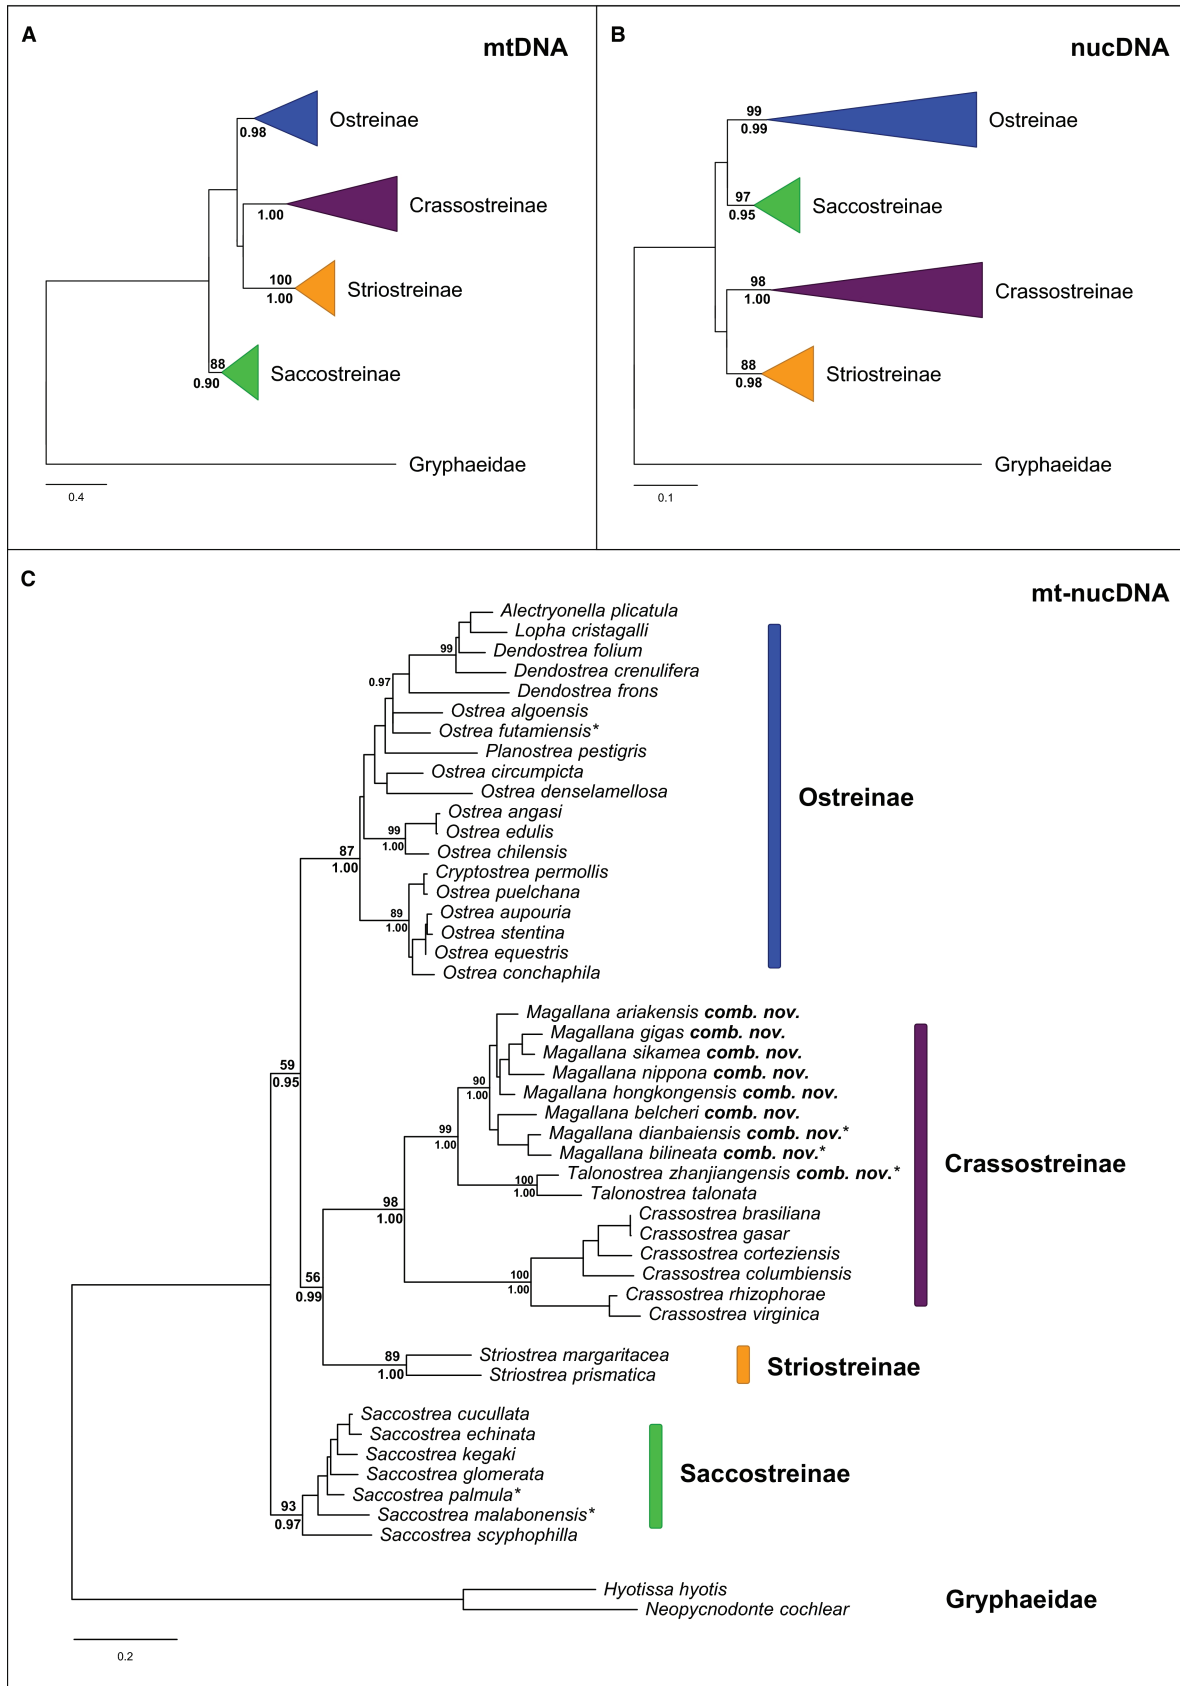 A
mtDNA
Ostreinae
0.98
Crassostreinae
1.00
100
Striostreinae
1.00
88
Saccostreinae
0.90
Gryphaeidae
0.4
B
nucDNA
99
Ostreinae
0.99
97
Saccostreinae
0.95
98
Crassostreinae
1.00
88
Striostreinae
0.98
Gryphaeidae
0.1
C
mt-nucDNA
Alectryonella plicatula
Lopha cristagalli
99
Dendostrea folium
Dendostrea crenulifera
0.97
Dendostrea frons
Ostrea algoensis
Ostrea futamiensis*
Planostrea pestigris
Ostrea circumpicta
Ostrea denselamellosa
Ostreinae
Ostrea angasi
99
Ostrea edulis
1.00
Ostrea chilensis
87
1.00
Cryptostrea permollis
Ostrea puelchana
89
Ostrea aupouria
1.00
Ostrea stentina
Ostrea equestris
Ostrea conchaphila
Magallana ariakensis comb. nov.
Magallana gigas comb. nov.
Magallana sikamea comb. nov.
59
0.95
Magallana nippona comb. nov.
90
1.00
Magallana hongkongensis comb. nov.
Magallana belcheri comb. nov.
99
Magallana dianbaiensis comb. nov.*
1.00
Magallana bilineata comb. nov.*
Crassostreinae
Talonostrea zhanjiangensis comb. nov.*
100
1.00
Talonostrea talonata
98
1.00
Crassostrea brasiliana
Crassostrea gasar
Crassostrea corteziensis
100
Crassostrea columbiensis
1.00
56
0.99
Crassostrea rhizophorae
Crassostrea virginica
89
Striostrea margaritacea
1.00
Striostrea prismatica
Striostreinae
Saccostrea cucullata
Saccostrea echinata
Saccostrea kegaki
Saccostrea glomerata
Saccostreinae
Saccostrea palmula*
93
0.97
Saccostrea malabonensis*
Saccostrea scyphophilla
Hyotissa hyotis
Gryphaeidae
Neopycnodonte cochlear
0.2